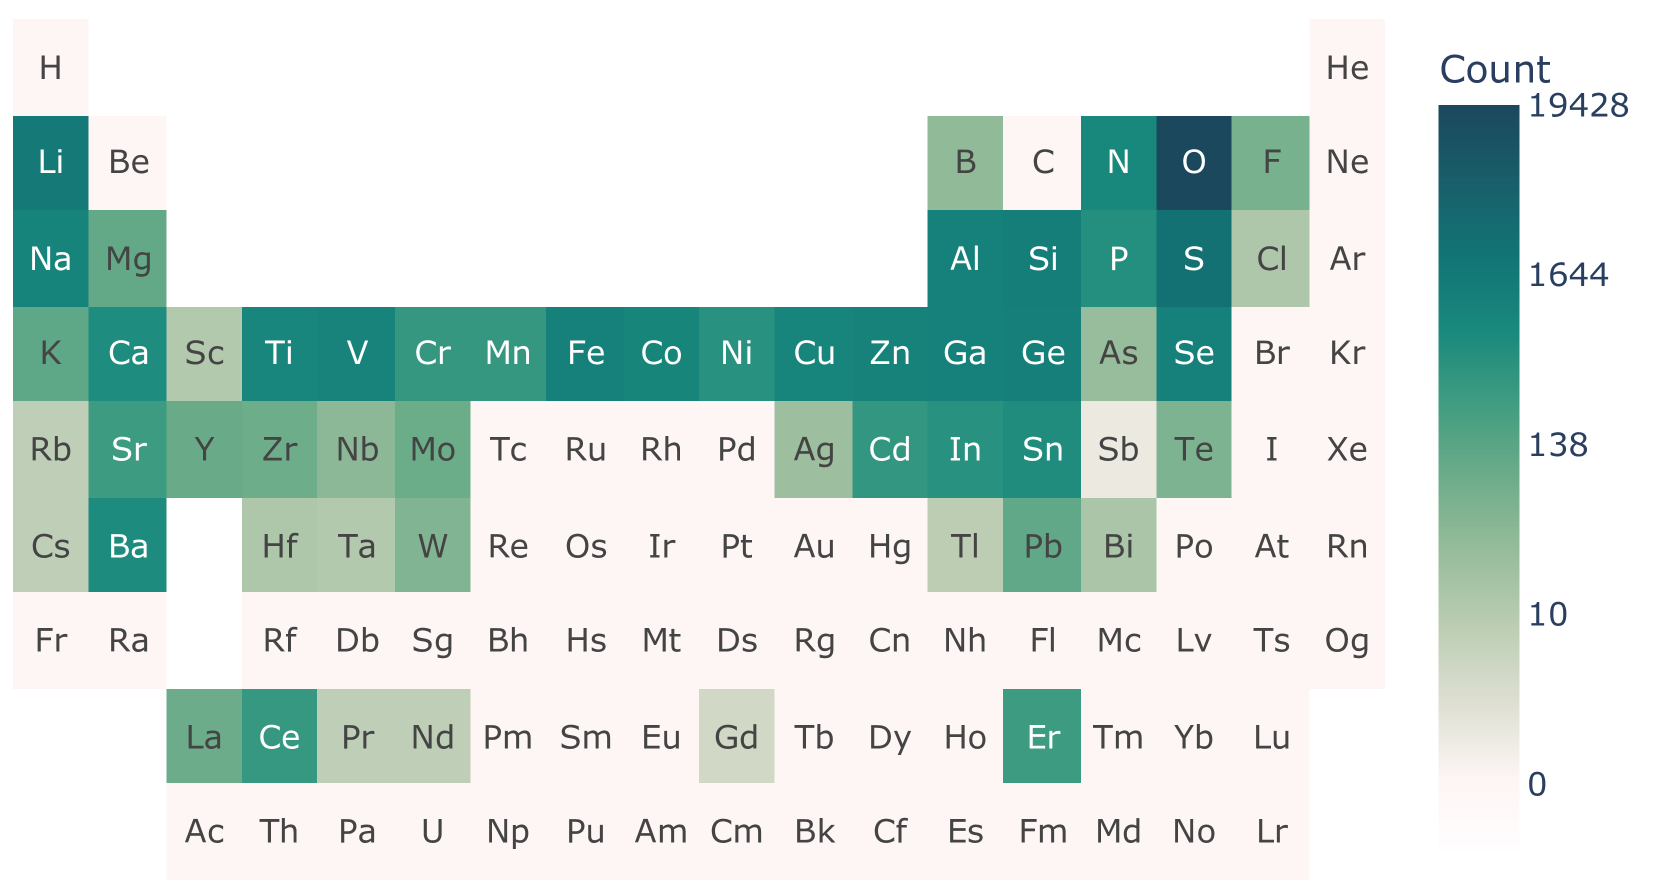 H He
Li Be B C N O F Ne
Na Mg Al Si P S Cl Ar
K Ca Sc Ti V Cr Mn Fe Co Ni Cu Zn Ga Ge As Se Br Kr
Rb Sr Y Zr Nb Mo Tc Ru Rh Pd Ag Cd In Sn Sb Te I Xe
Cs Ba Hf Ta W Re Os Ir Pt Au Hg Tl Pb Bi Po At Rn
Fr Ra Rf Db Sg Bh Hs Mt Ds Rg Cn Nh Fl Mc Lv Ts Og
La Ce Pr Nd Pm Sm Eu Gd Tb Dy Ho Er Tm Yb Lu
Ac Th Pa U Np Pu Am Cm Bk Cf Es Fm Md No Lr
Count
19428
1644
138
10
0